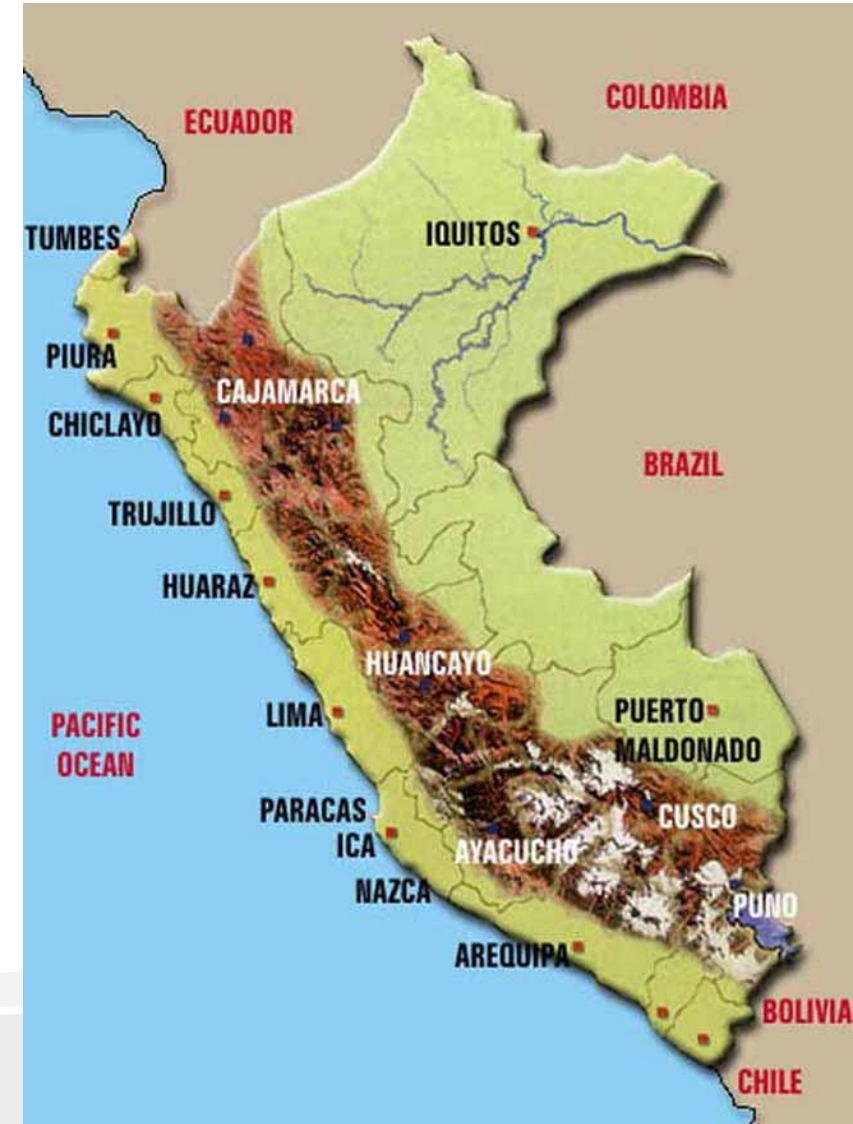 COLOMBIA
ECUADOR
TUMBES
IQUITOS
PIURA
CAJAMARCA
CHICLAYO
BRAZIL
TRUJILLO
HUARAZ
HUANCAYO
LIMA
PUERTO
MALDONADO
PACIFIC
OCEAN
PARACAS
ICA
CUSCO
AYACUCHO
NAZCA
PUNO
AREQUIPA
BOLIVIA
CHILE